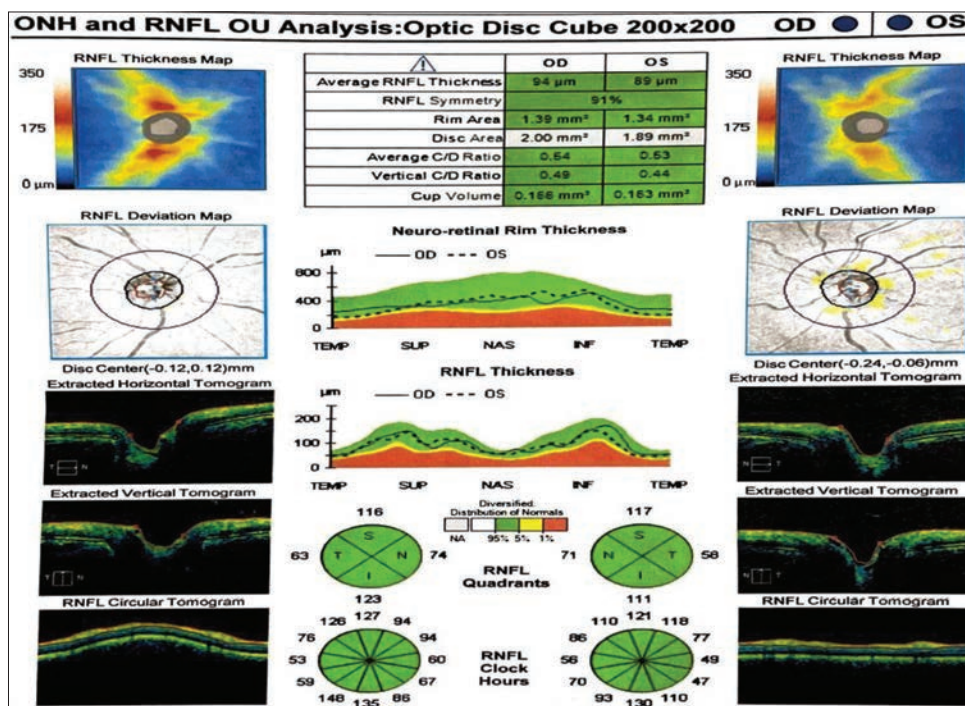 ONH and RNFL OU Analysis:Optic Disc Cube 200x200 OD OS
RNFL Thickness Map
350
175
0 µm
OD OS
Average RNFL Thickness 94 µm 89 µm
RNFL Symmetry 91%
Rim Area 1.39 mm² 1.34 mm²
Disc Area 2.00 mm² 1.89 mm²
Average C/D Ratio 0.54 0.53
Vertical C/D Ratio 0.49 0.44
Cup Volume 0.166 mm³ 0.163 mm³
RNFL Thickness Map
350
175
0 µm
RNFL Deviation Map
Disc Center(-0.12,0.12)mm
Neuro-retinal Rim Thickness
µm OD OS
800
400
0
TEMP SUP NAS INF TEMP
RNFL Deviation Map
Disc Center(-0.24,-0.06)mm
Extracted Horizontal Tomogram
T N
RNFL Thickness
µm OD OS
200
100
0
TEMP SUP NAS INF TEMP
Extracted Horizontal Tomogram
T N
Extracted Vertical Tomogram
T N
Diversified:
Distribution of Normals
NA 95% 5% 1%
116
63 S T N I 74
123
RNFL
Quadrants
117
71 S N T I 58
111
Extracted Vertical Tomogram
T N
RNFL Circular Tomogram
127
126 94
76 94
53 60
59 67
148 86
135
RNFL
Clock
Hours
121
110 118
86 77
56 49
70 47
93 110
130
RNFL Circular Tomogram